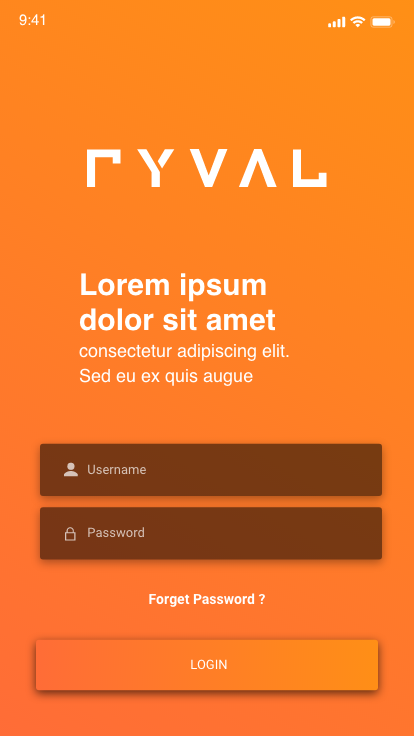 9:41
RYVAL
Lorem ipsum
dolor sit amet
consectetur adipiscing elit.
Sed eu ex quis augue
Username
Password
Forget Password ?
LOGIN